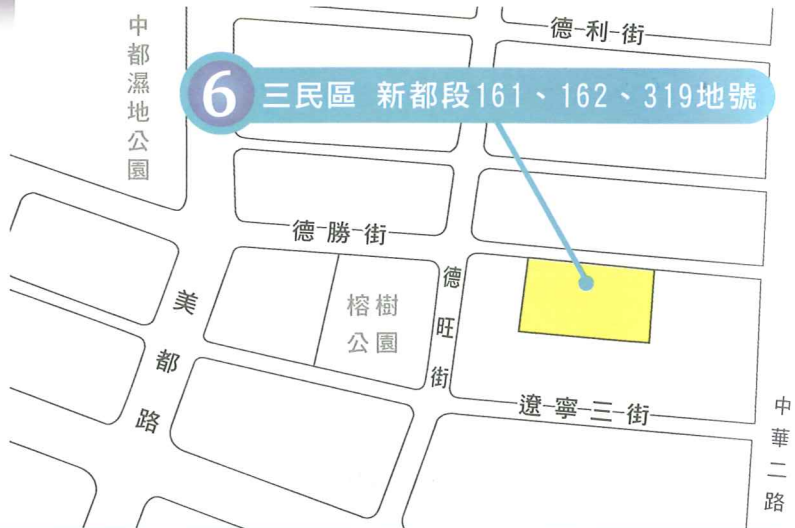 德利街
中都濕地公園
6 三民區 新都段161、162、319地號
德勝街
德旺街
榕樹
公園
美都路
遼寧三街
中華二路